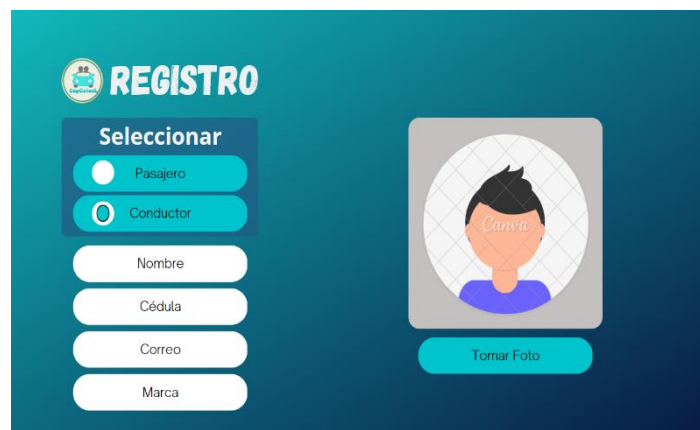 REGISTRO
Seleccionar
Pasajero
Conductor
Nombre
Cédula
Correo
Marca
Canva
Tomar Foto